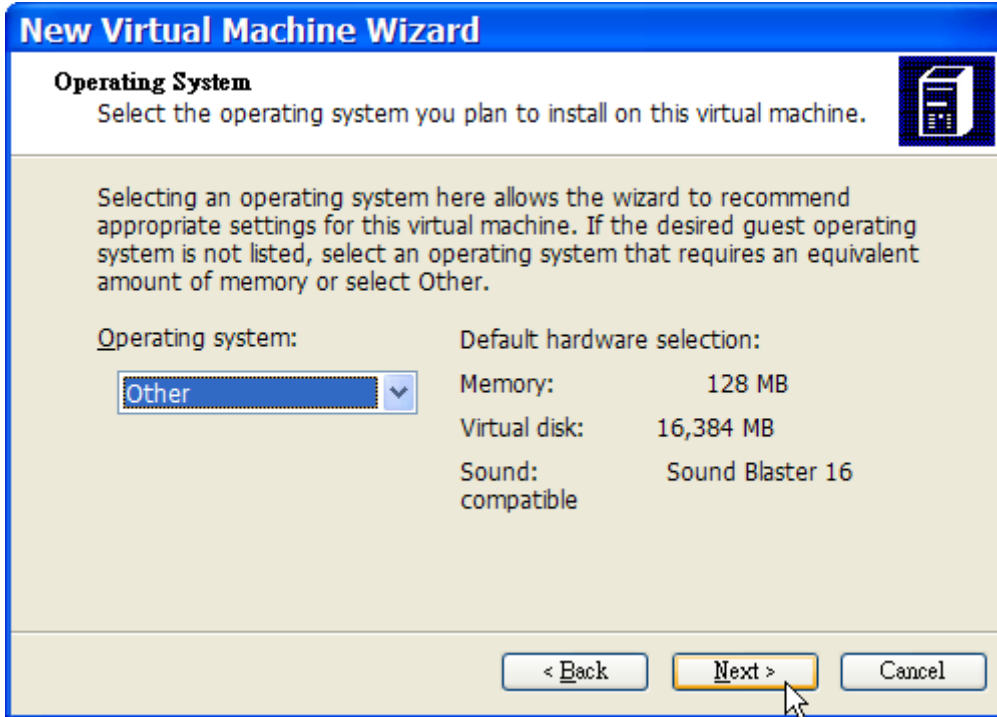 New Virtual Machine Wizard
Operating System
Select the operating system you plan to install on this virtual machine.
Selecting an operating system here allows the wizard to recommend
appropriate settings for this virtual machine. If the desired guest operating
system is not listed, select an operating system that requires an equivalent
amount of memory or select Other.
Operating system:
Other
Default hardware selection:
Memory: 128 MB
Virtual disk: 16,384 MB
Sound: Sound Blaster 16
compatible
< Back Next > Cancel